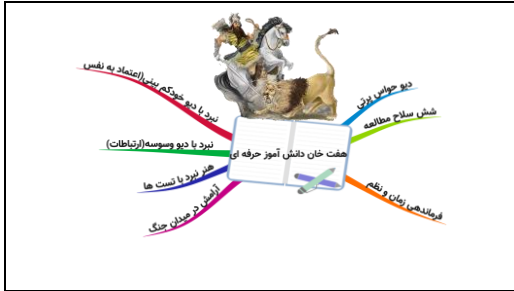 هفت خان دانش آموز حرفه ای
دیو حواس پرتی
شش سلاح مطالعه
فرماندهی زمان و نظم
نبرد با دیو خودکم بینی(اعتماد به نفس
نبرد با دیو وسوسه(ارتباطات)
هنر نبرد با تست ها
آرامش در میدان جنگ